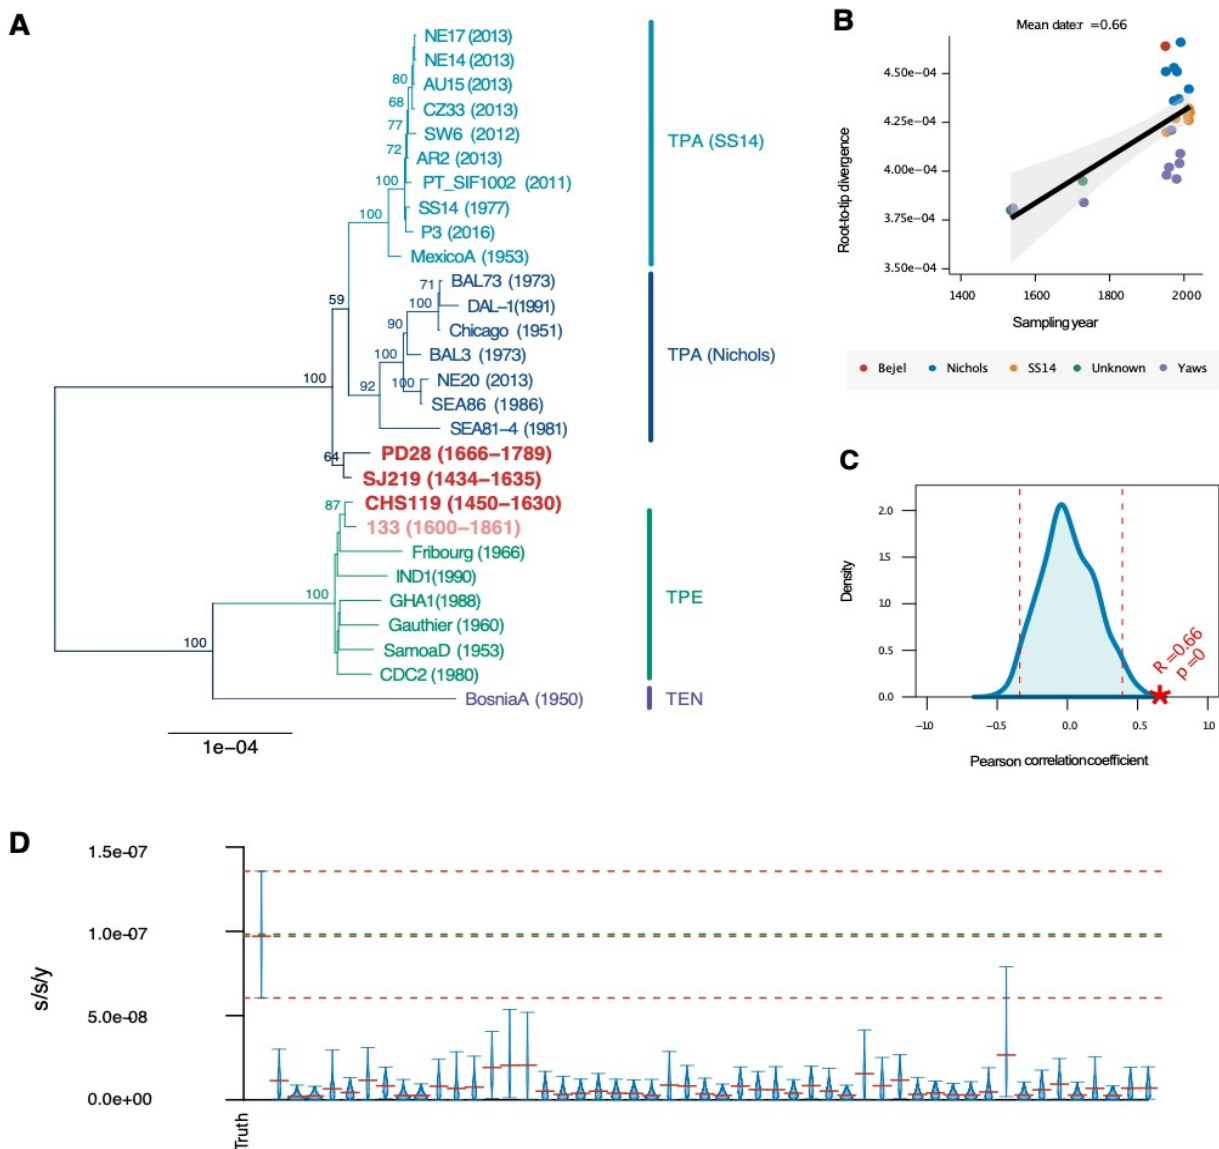 A
NE17 (2013)
NE14 (2013)
80
AU15 (2013)
68
CZ33 (2013)
77
SW6 (2012)
TPA (SS14)
72
AR2 (2013)
100
PT_SIF1002 (2011)
100
SS14 (1977)
P3 (2016)
MexicoA (1953)
59
71
BAL73 (1973)
100
DAL–1(1991)
90
Chicago (1951)
100
BAL3 (1973)
TPA (Nichols)
100
92
100
NE20 (2013)
SEA86 (1986)
SEA81–4 (1981)
64
PD28 (1666–1789)
SJ219 (1434–1635)
87
CHS119 (1450–1630)
133 (1600–1861)
Fribourg (1966)
IND1(1990)
100
GHA1(1988)
TPE
Gauthier (1960)
100
SamoaD (1953)
CDC2 (1980)
BosniaA (1950)
TEN
1e–04
B
Mean date:r =0.66
4.50e–04
4.25e–04
4.00e–04
3.75e–04
3.50e–04
Root-to-tip divergence
1400 1600 1800 2000
Sampling year
Bejel Nichols SS14 Unknown Yaws
C
2.0
1.5
1.0
0.5
0.0
Density
R =0.66
p =0
–1.0 –0.5 0.0 0.5 1.0
Pearson correlation coefficient
D
1.5e-07
1.0e-07
5.0e-08
0.0e+00
s/s/y
Truth